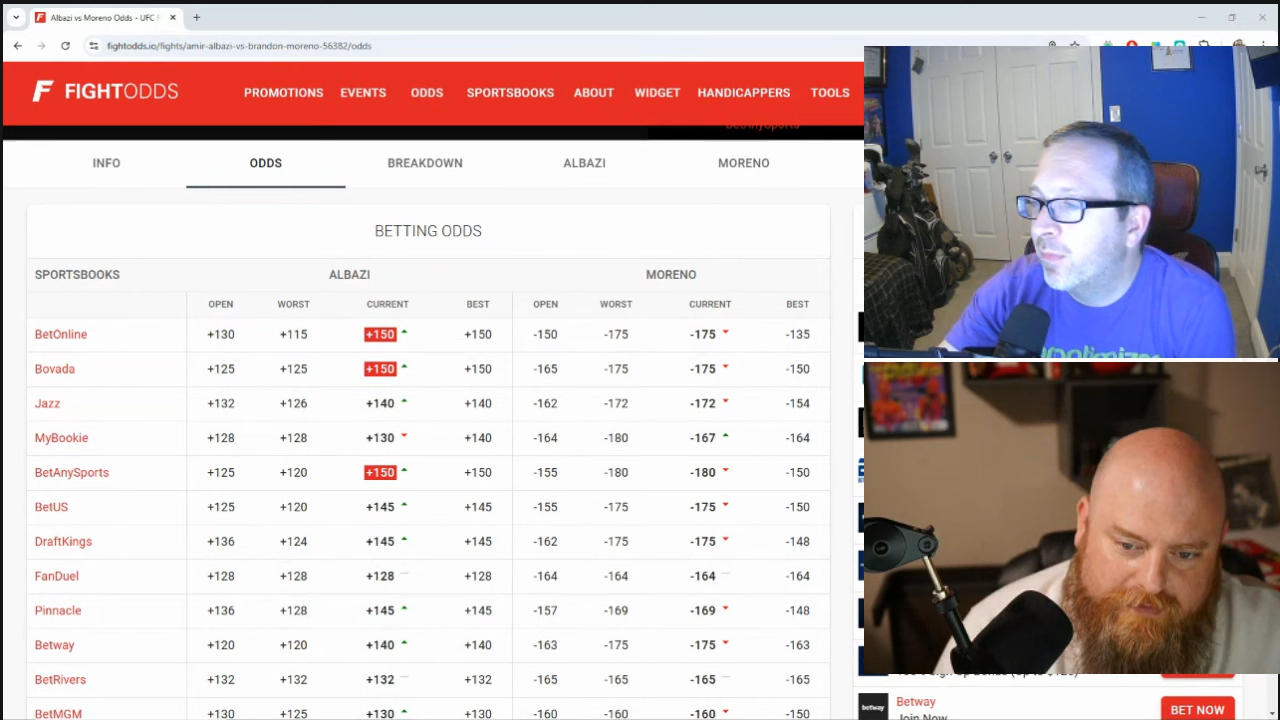 Albazi vs Moreno Odds - UFC F
fightodds.io/fights/amir-albazi-vs-brandon-moreno-56382/odds
FIGHTODDS PROMOTIONS EVENTS ODDS SPORTSBOOKS ABOUT WIDGET HANDICAPPERS TOOLS
BetAnySports
INFO ODDS BREAKDOWN ALBAZI MORENO
BETTING ODDS
SPORTSBOOKS ALBAZI MORENO
OPEN WORST CURRENT BEST OPEN WORST CURRENT BEST
BetOnline +130 +115 +150 +150 -150 -175 -175 -135
Bovada +125 +125 +150 +150 -165 -175 -175 -150
Jazz +132 +126 +140 +140 -162 -172 -172 -154
MyBookie +128 +128 +130 +140 -164 -180 -167 -164
BetAnySports +125 +120 +150 +150 -155 -180 -180 -150
BetUS +125 +120 +145 +145 -155 -175 -175 -150
DraftKings +136 +124 +145 +145 -162 -175 -175 -148
FanDuel +128 +128 +128 +128 -164 -164 -164 -164
Pinnacle +136 +128 +145 +145 -157 -169 -169 -148
Betway +120 +120 +140 +140 -163 -175 -175 -163
BetRivers +132 +132 +132 +132 -165 -165 -165 -165
BetMGM +130 +125 +130 +130 -160 -160 -160 -150
betway Betway
Join Now
BET NOW